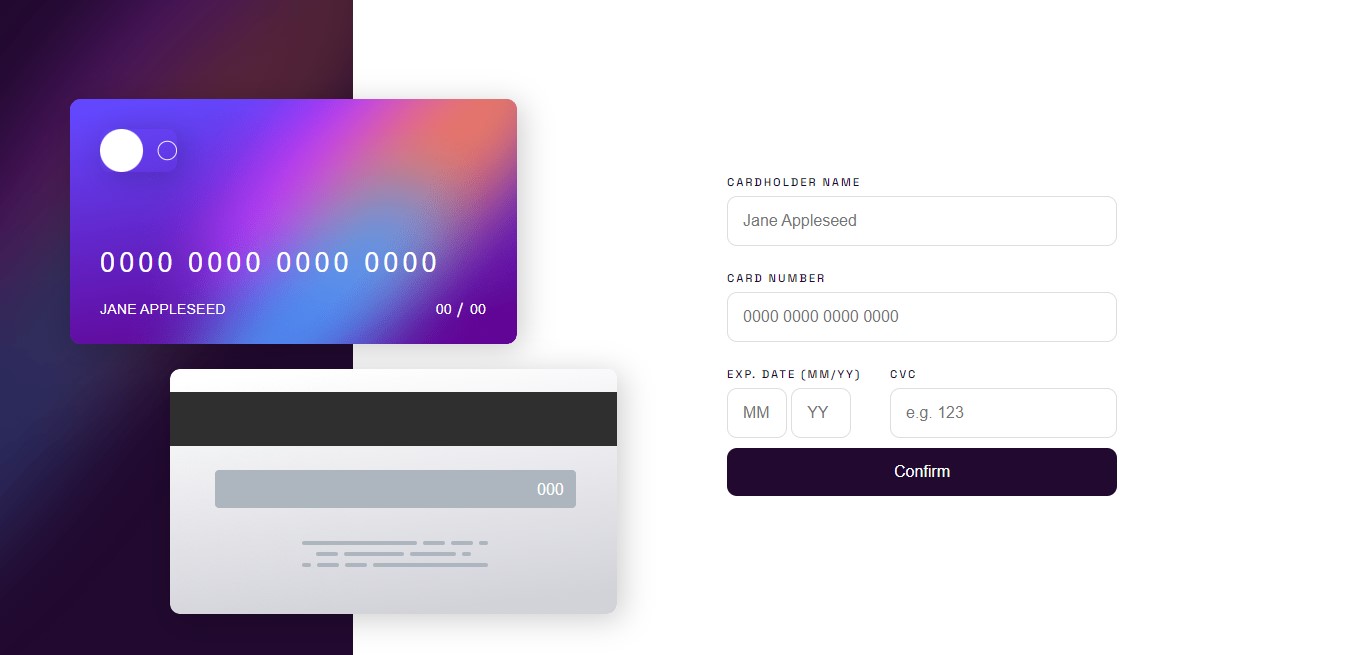 0000 0000 0000 0000
JANE APPLESEED
00 / 00
000
CARDHOLDER NAME
Jane Appleseed
CARD NUMBER
0000 0000 0000 0000
EXP. DATE (MM/YY) CVC
MM YY e.g. 123
Confirm